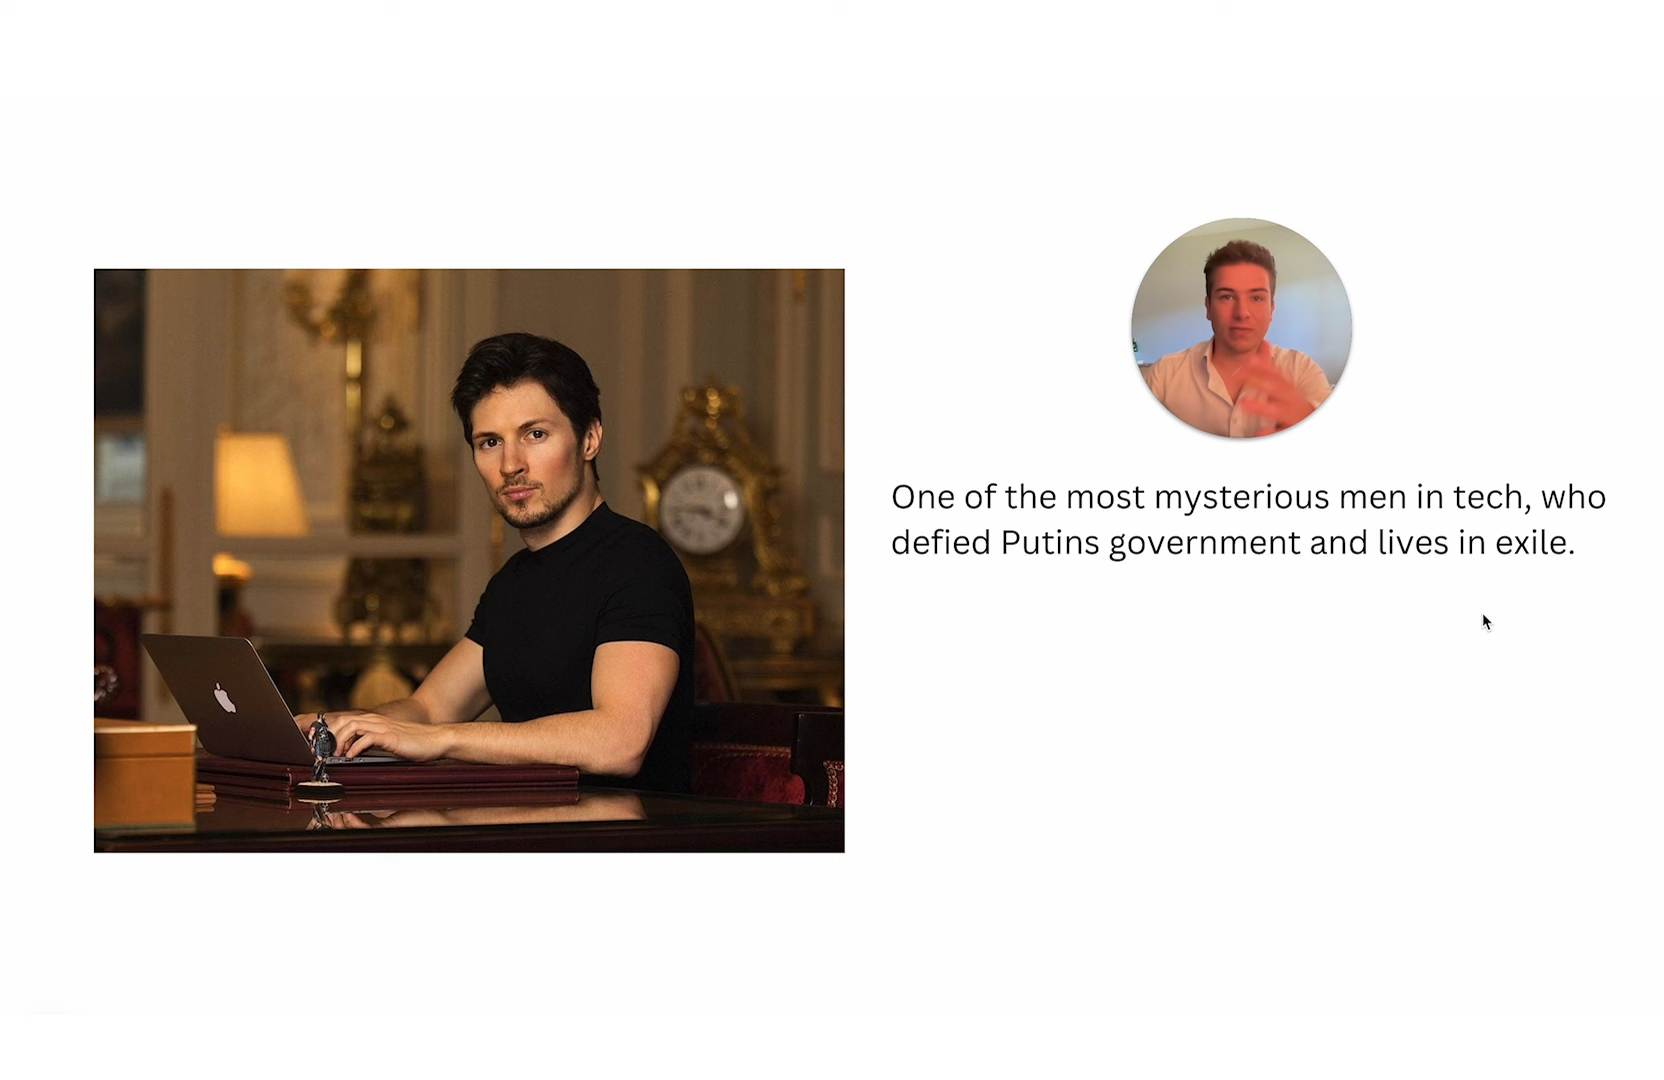 One of the most mysterious men in tech, who
defied Putins government and lives in exile.